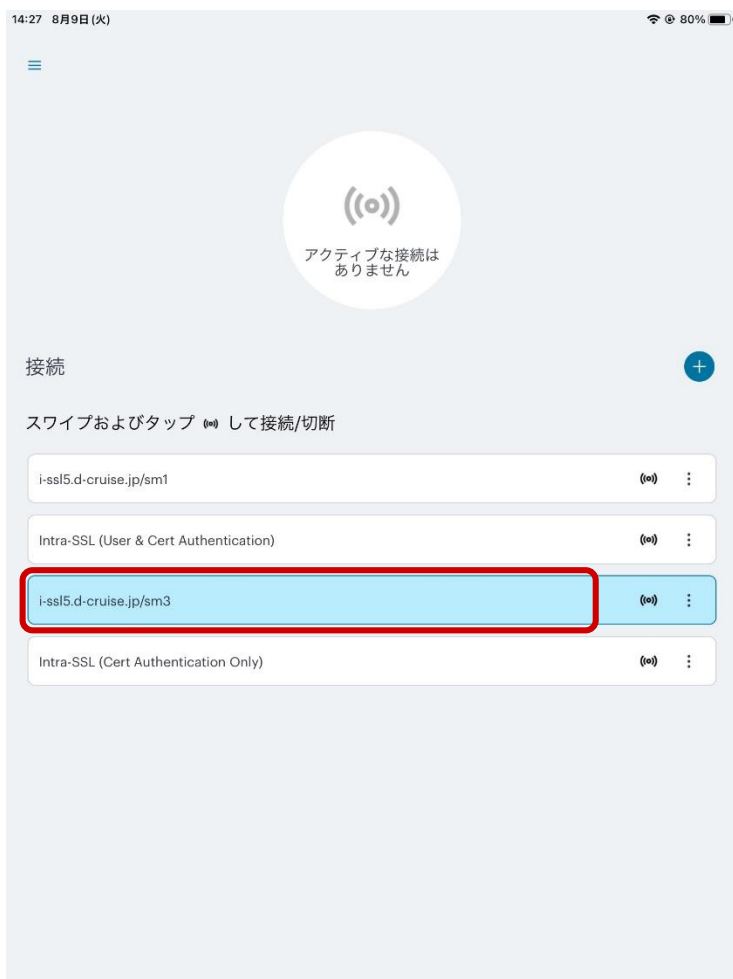 14:27 8月9日(火) 80%
アクティブな接続は
ありません
接続
スワイプおよびタップ して接続/切断
i-ssl5.d-cruise.jp/sm1
Intra-SSL (User & Cert Authentication)
i-ssl5.d-cruise.jp/sm3
Intra-SSL (Cert Authentication Only)